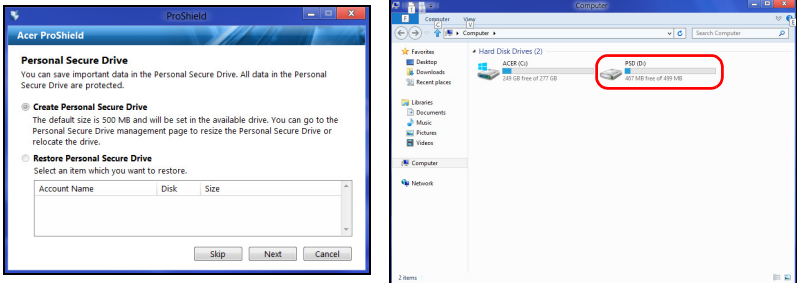 ProShield
Acer ProShield
Personal Secure Drive
You can save important data in the Personal Secure Drive. All data in the Personal
Secure Drive are protected.
Create Personal Secure Drive
The default size is 500 MB and will be set in the available drive. You can go to the
Personal Secure Drive management page to resize the Personal Secure Drive or
relocate the drive.
Restore Personal Secure Drive
Select an item which you want to restore.
Account Name Disk Size
Skip Next Cancel
Computer
F Computer View
C V E
Computer
Search Computer
Favorites
Desktop
Downloads
Recent places
Libraries
Documents
Music
Pictures
Videos
Computer
Network
Hard Disk Drives (2)
ACER (C:)
249 GB free of 277 GB
PSD (D:)
467 MB free of 499 MB
2 items